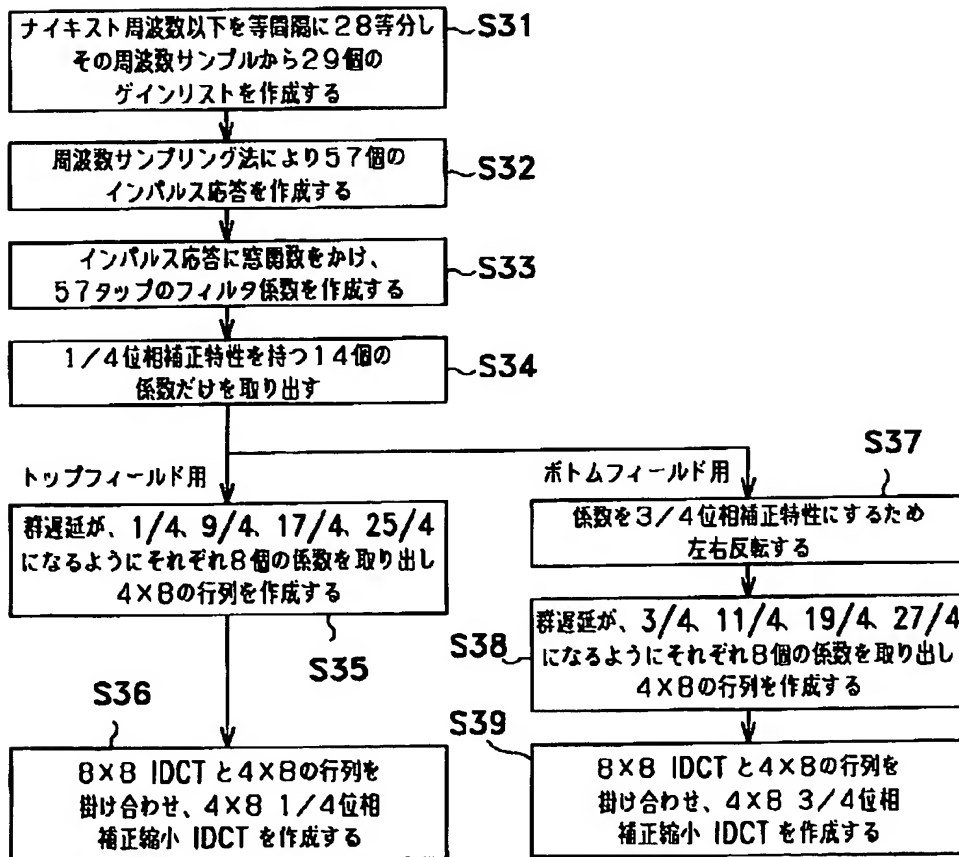 ナイキスト周波数以下を等間隔に28等分し
その周波数サンプルから29個の
ゲインリストを作成する
S31
周波数サンプリング法により57個の
インパルス応答を作成する
S32
インパルス応答に窓関数をかけ、
57タップのフィルタ係数を作成する
S33
1/4位相補正特性を持つ14個の
係数だけを取り出す
S34
トップフィールド用
群遅延が、1/4、9/4、17/4、25/4
になるようにそれぞれ8個の係数を取り出し
4×8の行列を作成する
S35
S36
8×8 IDCTと4×8の行列を
掛け合わせ、4×8 1/4位相
補正縮小 IDCTを作成する
ボトムフィールド用
S37
係数を3/4位相補正特性にするため
左右反転する
群遅延が、3/4、11/4、19/4、27/4
になるようにそれぞれ8個の係数を取り出し
4×8の行列を作成する
S38
S39
8×8 IDCTと4×8の行列を
掛け合わせ、4×8 3/4位相
補正縮小 IDCTを作成する